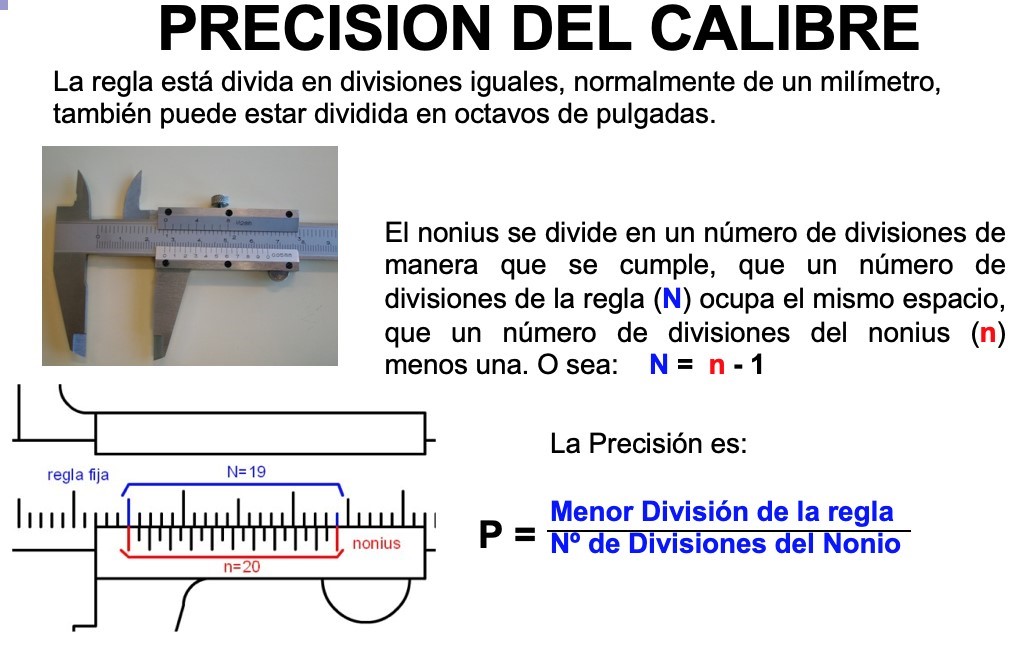 PRECISION DEL CALIBRE
La regla está divida en divisiones iguales, normalmente de un milímetro,
también puede estar dividida en octavos de pulgadas.
El nonius se divide en un número de divisiones de
manera que se cumple, que un número de
divisiones de la regla (N) ocupa el mismo espacio,
que un número de divisiones del nonius (n)
menos una. O sea: N = n - 1
La Precisión es:
regla fija
N=19
nonius
n=20
P = Menor División de la regla
Nº de Divisiones del Nonio